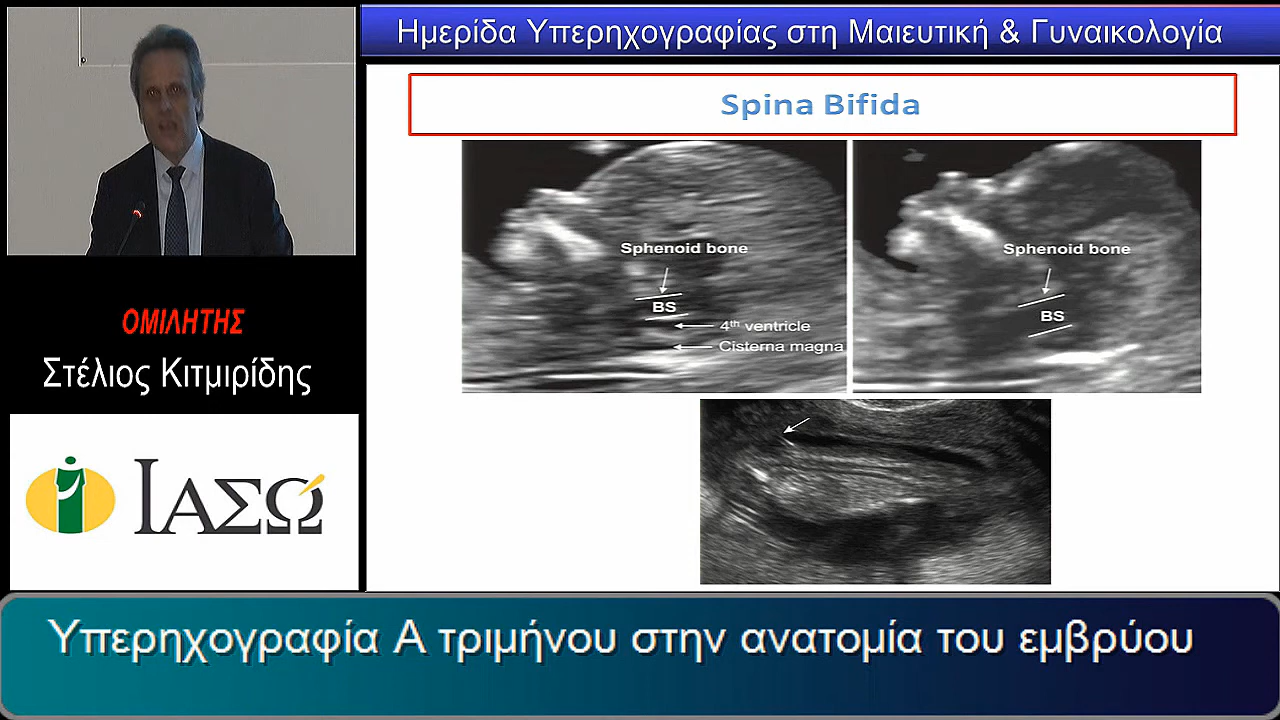 Ημερίδα Υπερηχογραφίας στη Μαιευτική & Γυναικολογία
Spina Bifida
Sphenoid bone
BS
4th ventricle
Cisterna magna
Sphenoid bone
BS
ΟΜΙΛΗΤΗΣ
Στέλιος Κιτμιρίδης
ΙΑΣΩ
Υπερηχογραφία Α τριμήνου στην ανατομία του εμβρύου